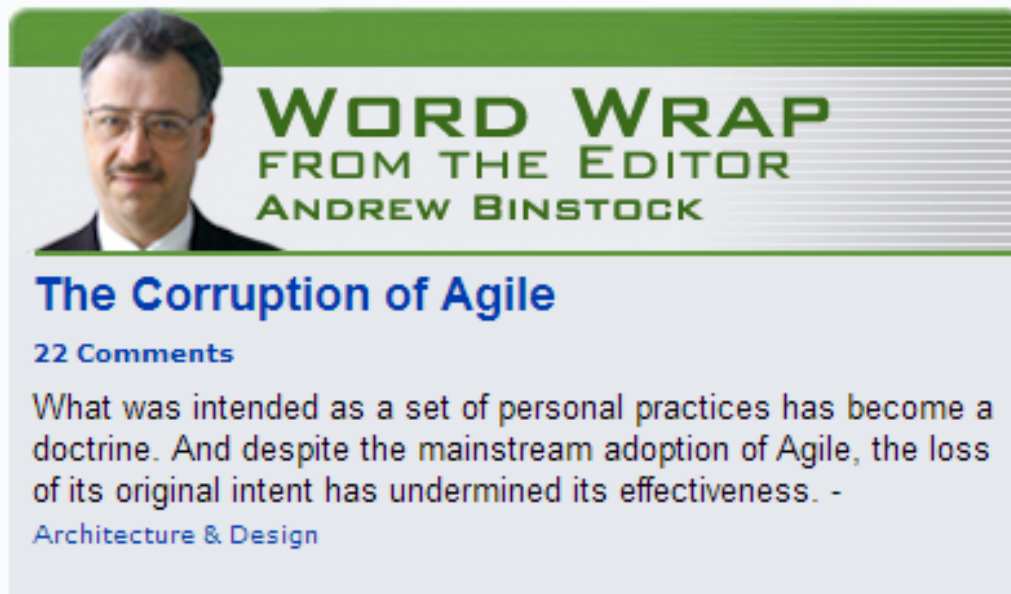 WORD WRAP
FROM THE EDITOR
ANDREW BINSTOCK
The Corruption of Agile
22 Comments
What was intended as a set of personal practices has become a
doctrine. And despite the mainstream adoption of Agile, the loss
of its original intent has undermined its effectiveness. -
Architecture & Design